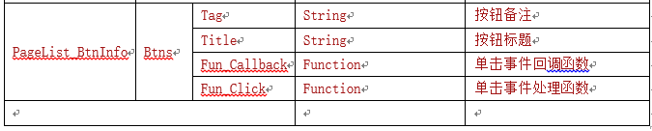 PageList_BtnInfo Btns Tag String 按钮备注
Title String 按钮标题
Fun_Callback Function 单击事件回调函数
Fun_Click Function 单击事件处理函数